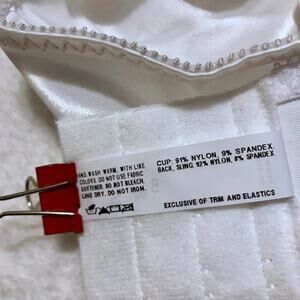 HAND WASH WARM, WITH LIKE
COLORS. DO NOT USE FABRIC
SOFTENER. DO NOT BLEACH.
LINE DRY. DO NOT IRON.
CUP: 91% NYLON, 9% SPANDEX.
BACK, SLING: 92% NYLON, 8% SPANDEX.
EXCLUSIVE OF TRIM AND ELASTICS